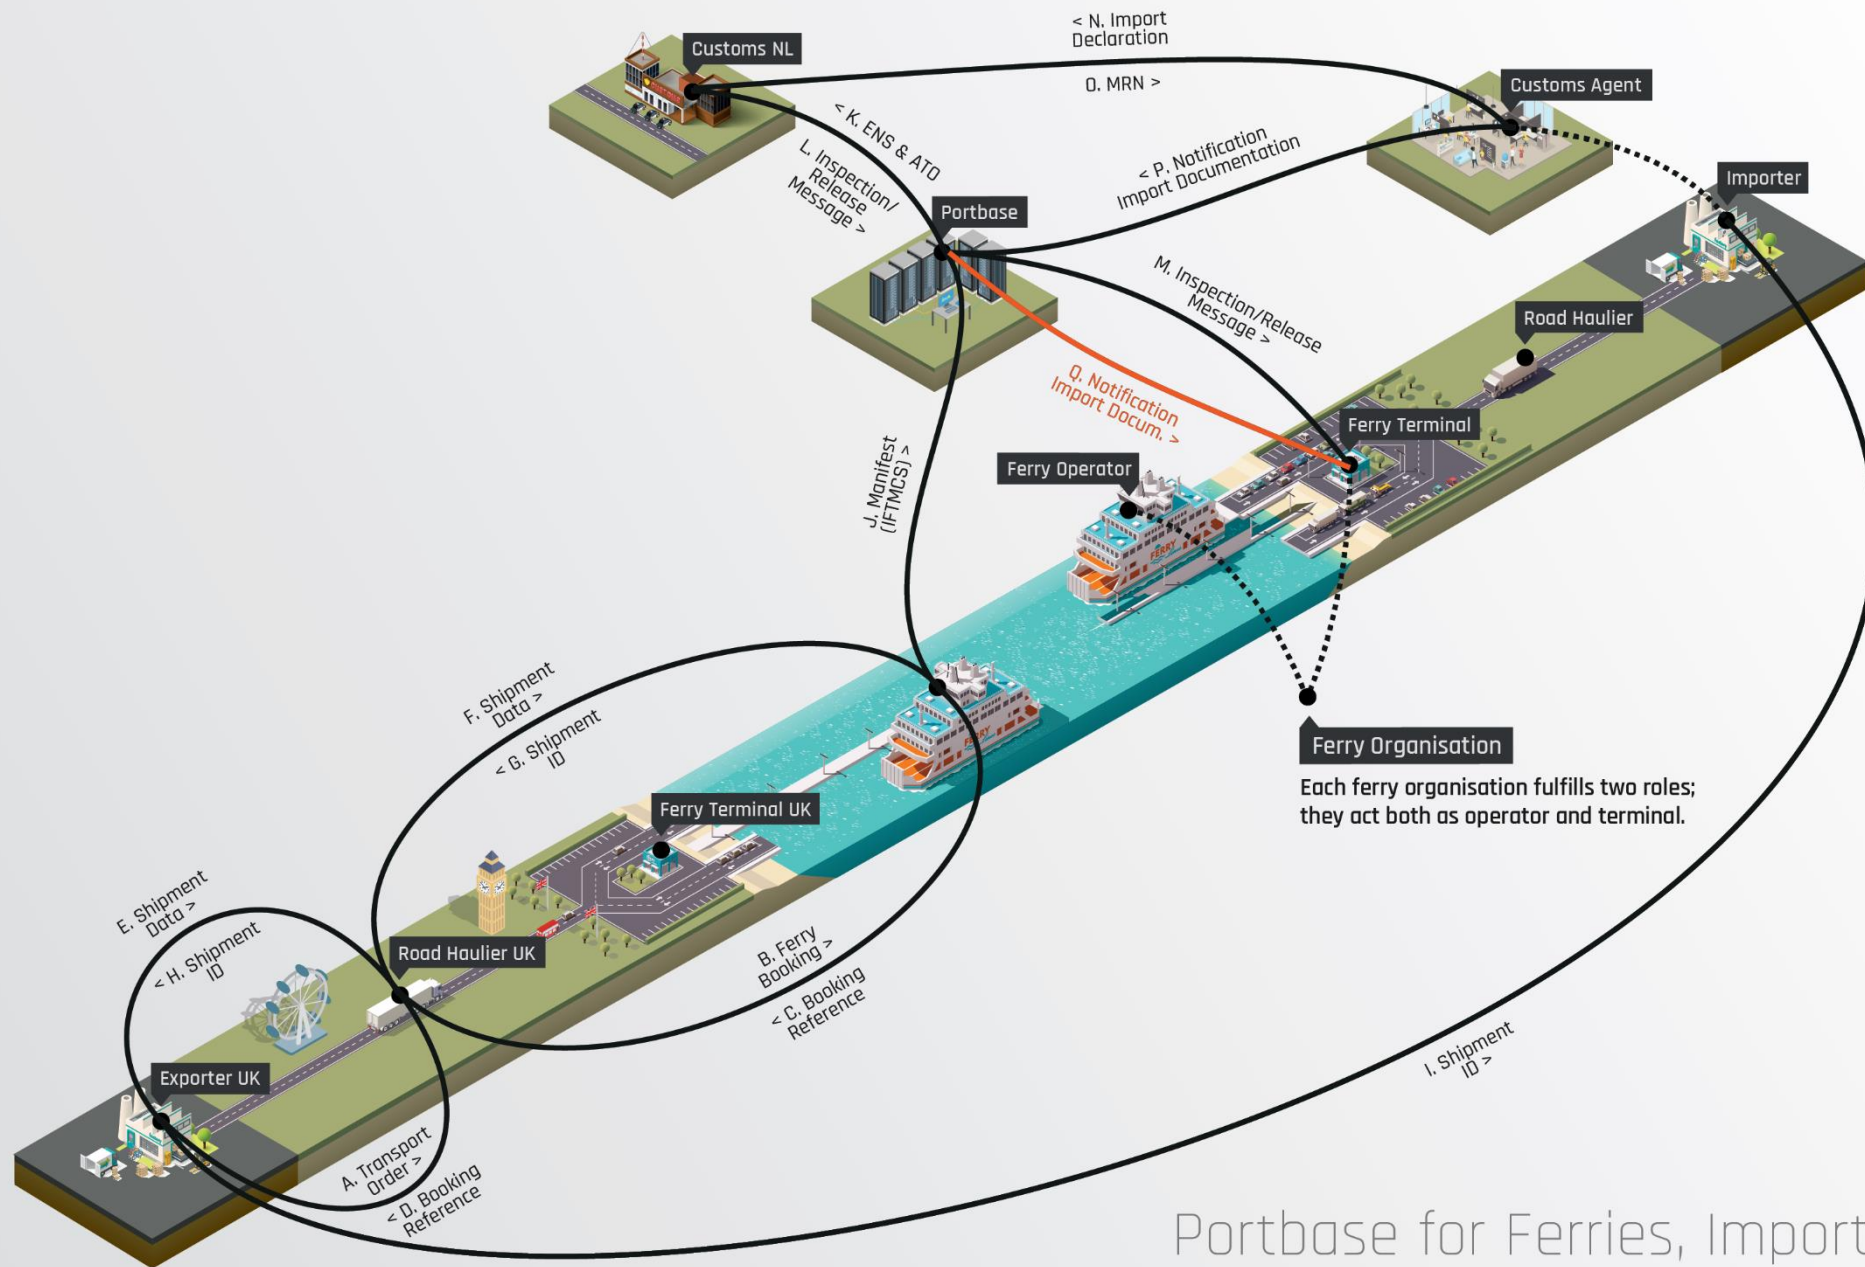 < N. Import
Declaration
Customs NL
O. MRN >
Customs Agent
< K. ENS & ATO
L. Inspection/
Release
Message >
< P. Notification
Import Documentation
Importer
Portbase
M. Inspection/Release
Message >
Road Haulier
Q. Notification
Import Docum. >
Ferry Terminal
Ferry Operator
J. Manifest
(IFTMCS) >
FERRY
F. Shipment
Data >
< G. Shipment
ID
FERRY
Ferry Organisation
Each ferry organisation fulfills two roles;
they act both as operator and terminal.
Ferry Terminal UK
E. Shipment
Data >
< H. Shipment
ID
Road Haulier UK
B. Ferry
Booking >
< C. Booking
Reference
I. Shipment
ID >
Exporter UK
A. Transport
Order >
< D. Booking
Reference
Portbase for Ferries, Import